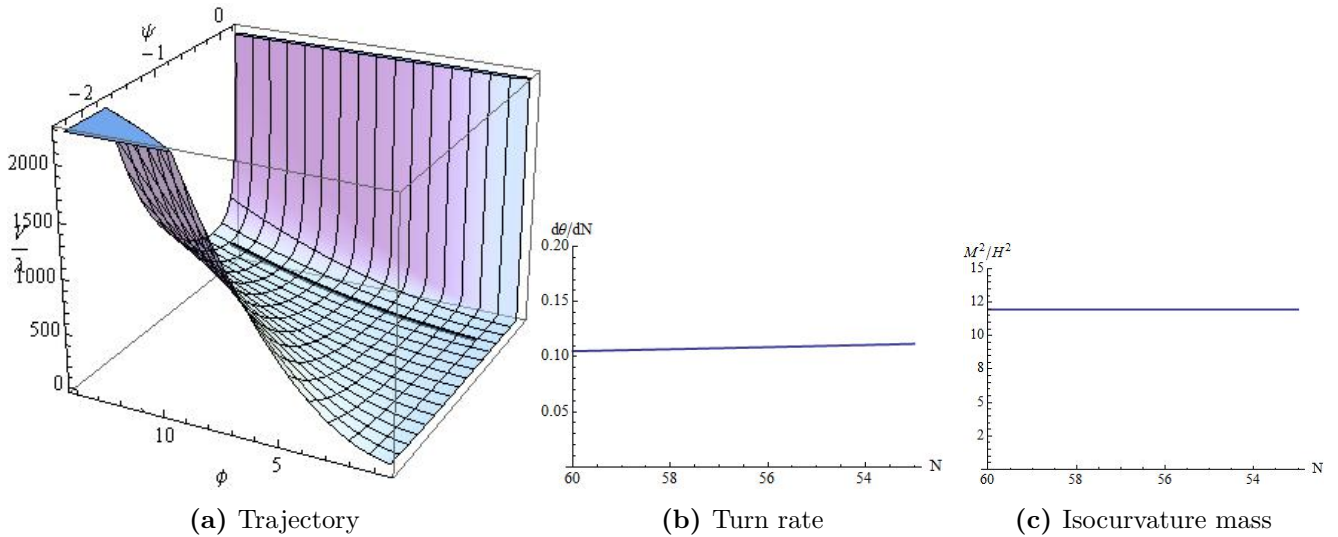 0
ψ
−1
−2
2000
1500
V
λ
1000
500
0
10
5
ϕ
dθ/dN
0.20
0.15
0.10
0.05
60 58 56 54 N
M²/H²
15
12
10
8
5
2
60 58 56 54 N
(a) Trajectory (b) Turn rate (c) Isocurvature mass